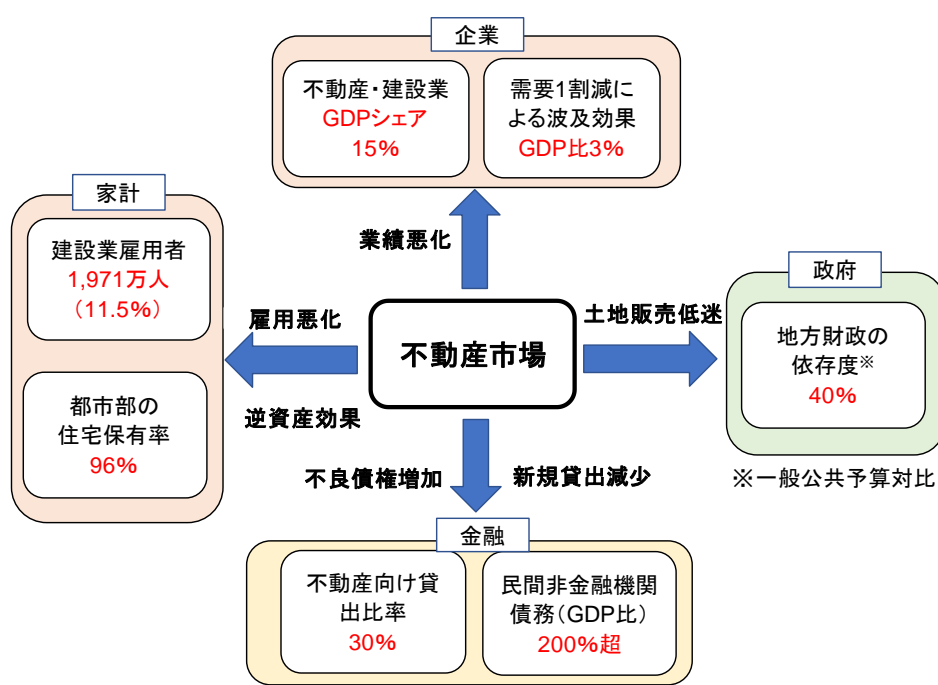 企業
不動産・建設業
GDPシェア
15%
需要1割減に
よる波及効果
GDP比3%
家計
建設業雇用者
1,971万人
（11.5%）
都市部の
住宅保有率
96%
業績悪化
雇用悪化
逆資産効果
不動産市場
土地販売低迷
政府
地方財政の
依存度※
40%
※一般公共予算対比
不良債権増加
新規貸出減少
金融
不動産向け貸
出比率
30%
民間非金融機関
債務（GDP比）
200%超